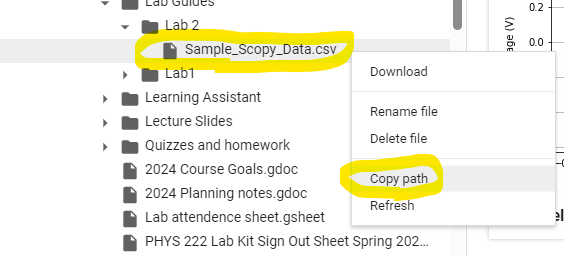 Lab Guides
Lab 2
Sample_Scopy_Data.csv
Lab1
Learning Assistant
Lecture Slides
Quizzes and homework
2024 Course Goals.gdoc
2024 Planning notes.gdoc
Lab attendence sheet.gsheet
PHYS 222 Lab Kit Sign Out Sheet Spring 202...
Download
Rename file
Delete file
Copy path
Refresh
0.2
0.0
age (V)